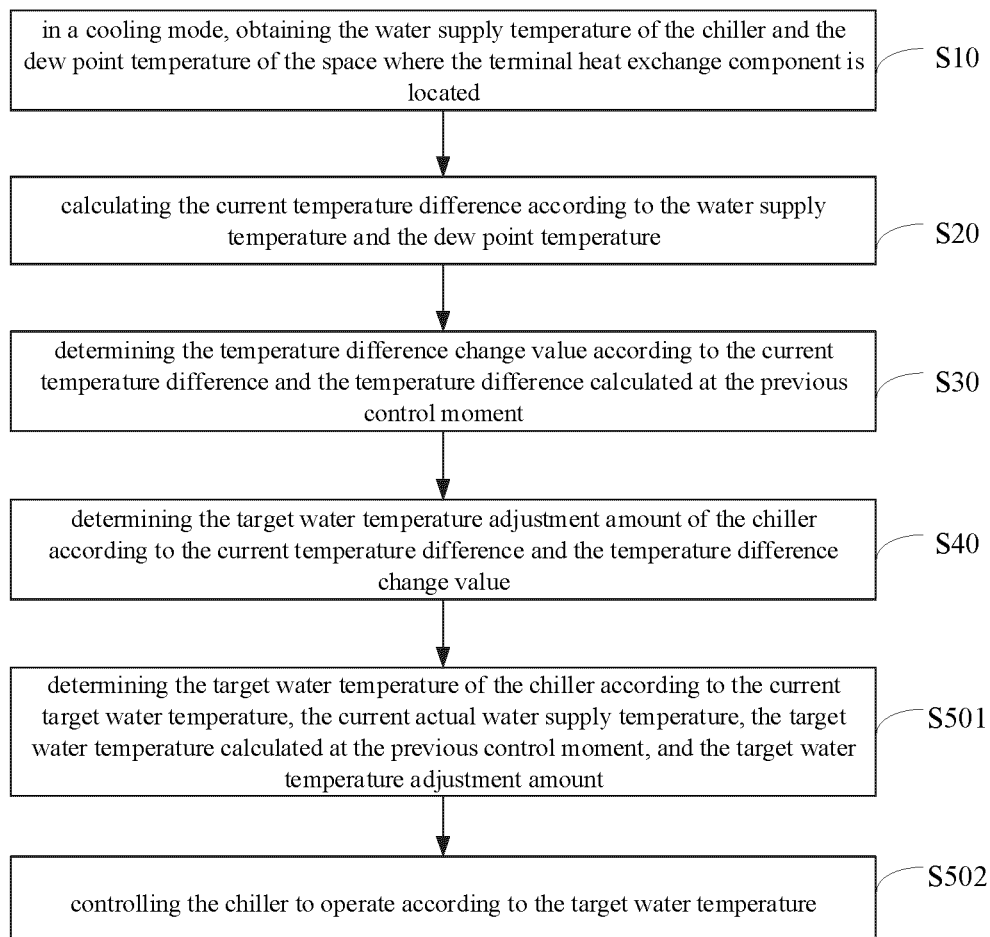 in a cooling mode, obtaining the water supply temperature of the chiller and the
dew point temperature of the space where the terminal heat exchange component is
located
S10
calculating the current temperature difference according to the water supply
temperature and the dew point temperature
S20
determining the temperature difference change value according to the current
temperature difference and the temperature difference calculated at the previous
control moment
S30
determining the target water temperature adjustment amount of the chiller
according to the current temperature difference and the temperature difference
change value
S40
determining the target water temperature of the chiller according to the current
target water temperature, the current actual water supply temperature, the target
water temperature calculated at the previous control moment, and the target water
temperature adjustment amount
S501
controlling the chiller to operate according to the target water temperature
S502